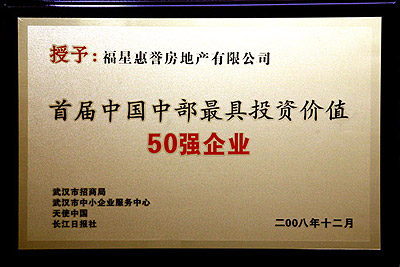 授予：福星惠誉房地产有限公司
首届中国中部最具投资价值
50强企业
武汉市招商局
武汉市中小企业服务中心
天使中国
长江日报社
二00八年十二月